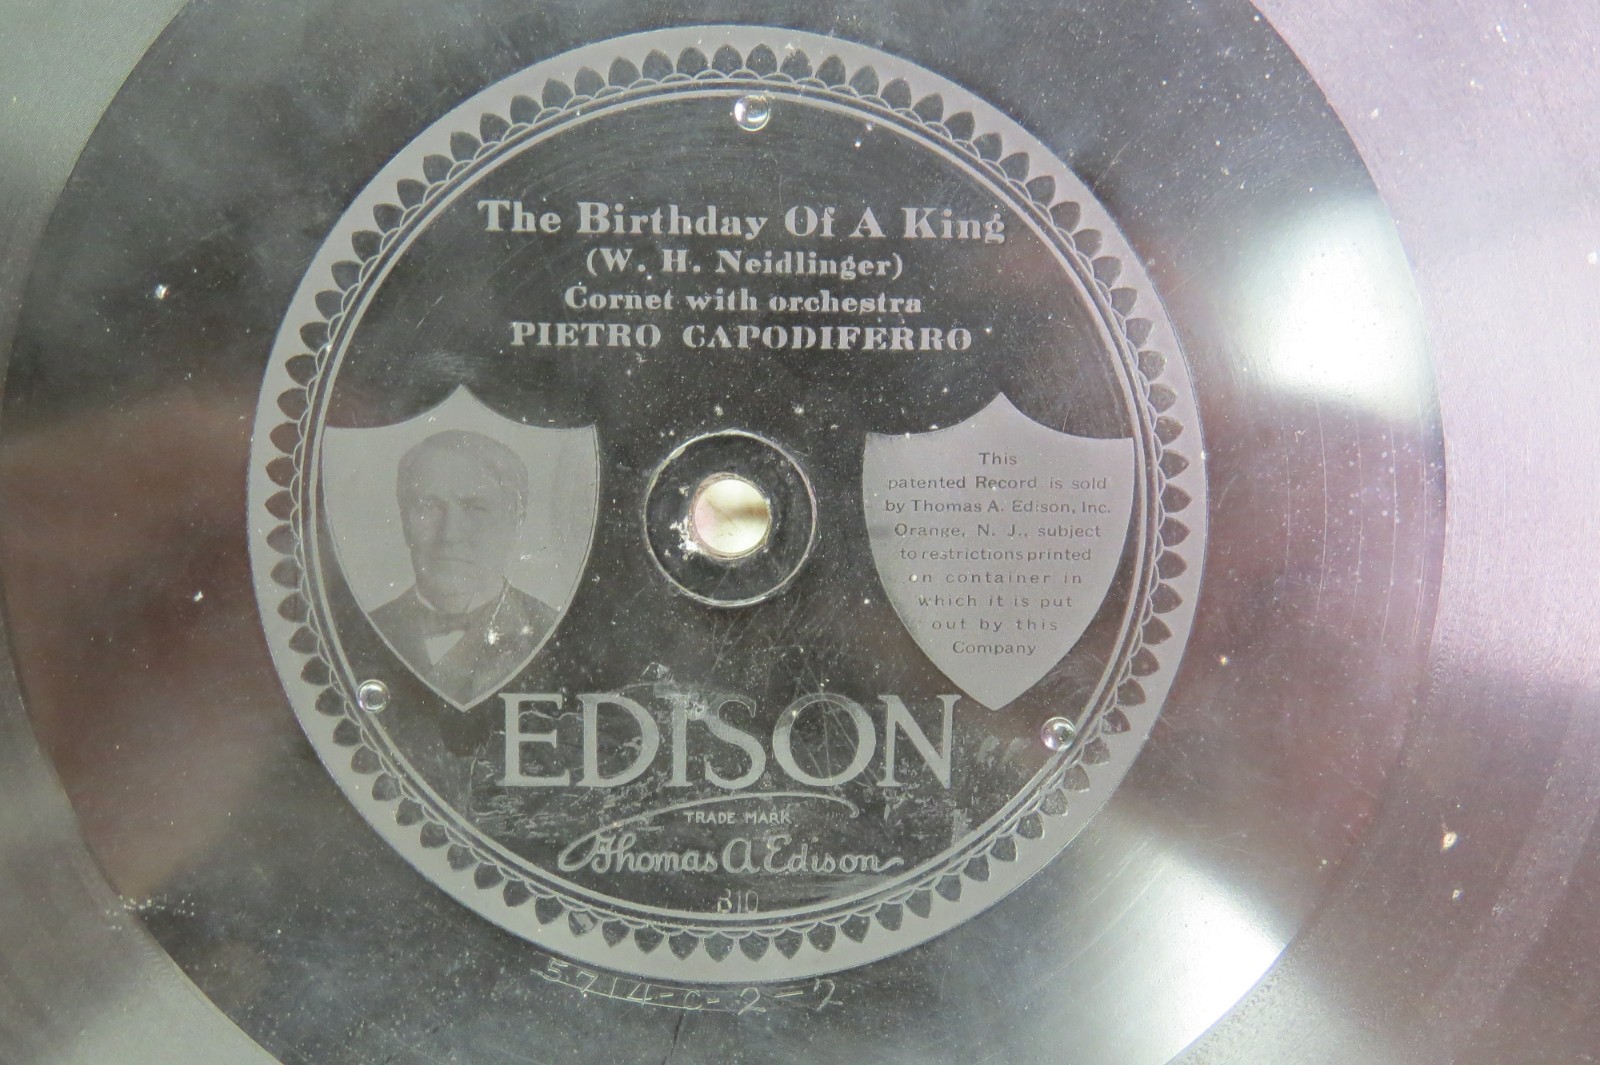 The Birthday Of A King
(W. H. Neidlinger)
Cornet with orchestra
PIETRO CAPODIFERRO
This
patented Record is sold
by Thomas A. Edison, Inc.
Orange, N. J., subject
to restrictions printed
on container in
which it is put
out by this
Company
EDISON
TRADE MARK
Thomas A Edison
810
5714-C-2-7